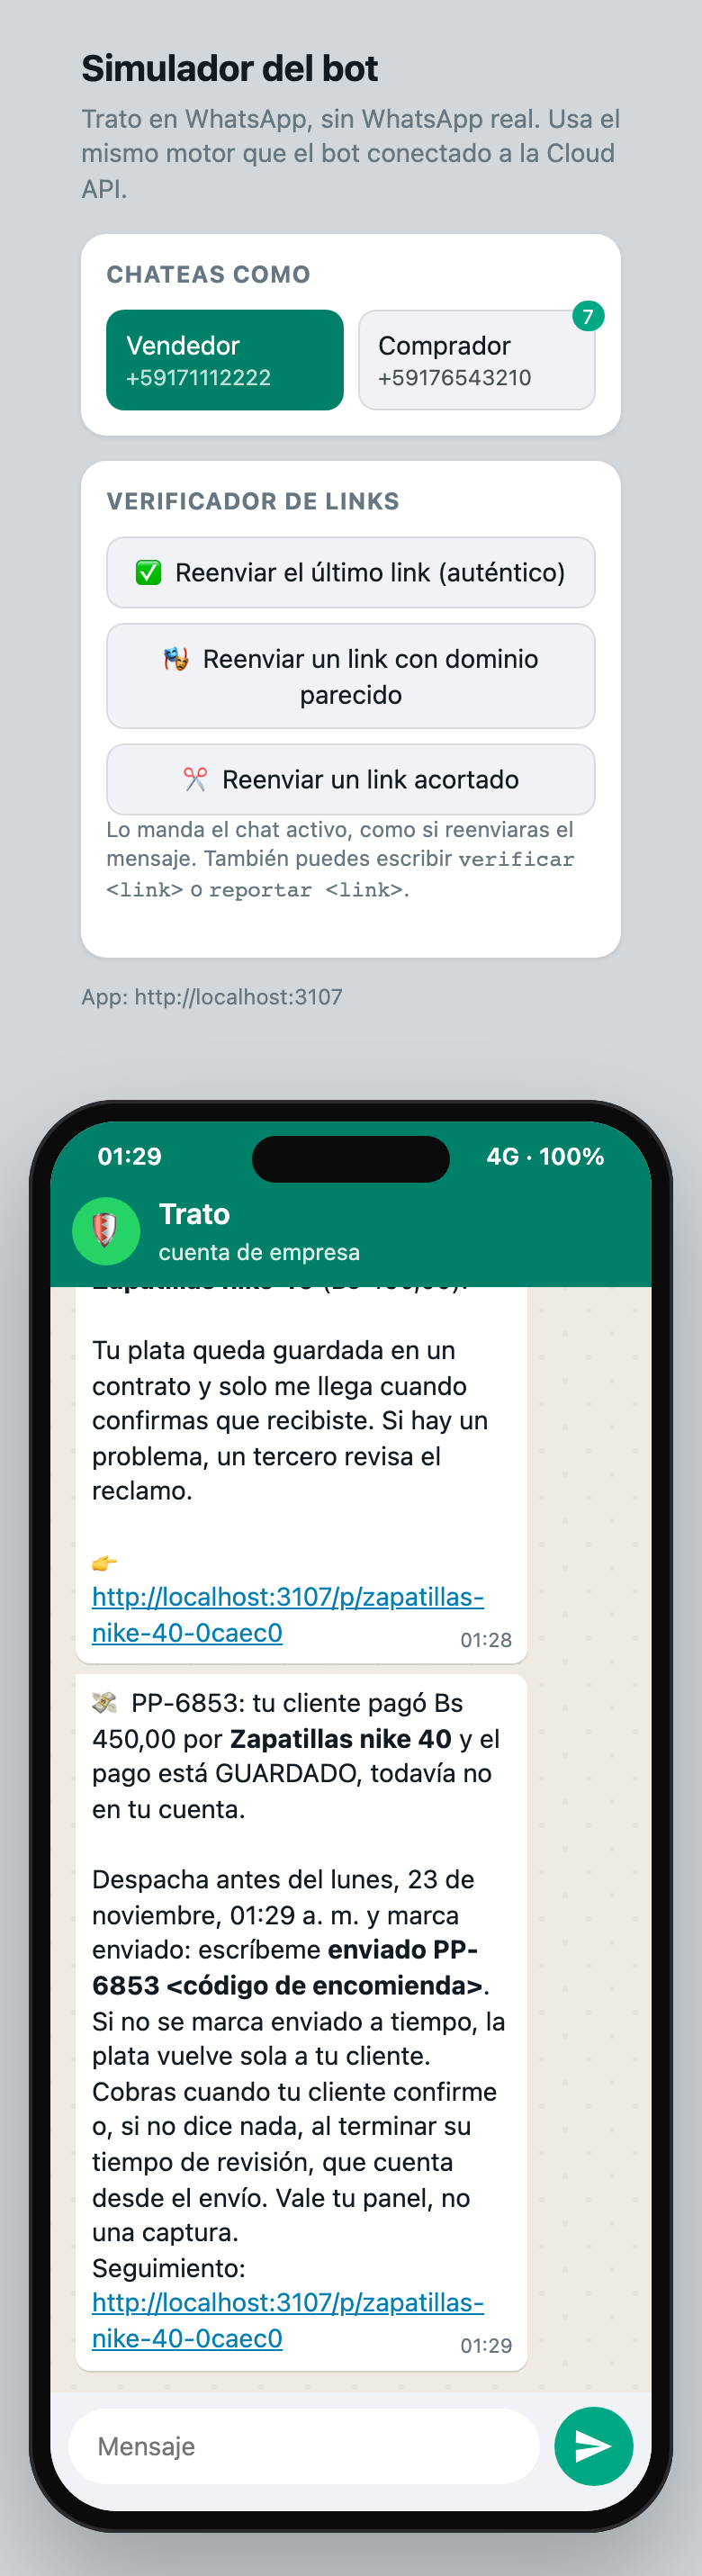 Simulador del bot
Trato en WhatsApp, sin WhatsApp real. Usa el
mismo motor que el bot conectado a la Cloud
API.
CHATEAS COMO
Vendedor
+59171112222
Comprador
+59176543210
7
VERIFICADOR DE LINKS
✅ Reenviar el último link (auténtico)
🎭 Reenviar un link con dominio
parecido
✂️ Reenviar un link acortado
Lo manda el chat activo, como si reenviaras el
mensaje. También puedes escribir verificar
<link> o reportar <link>.
App: http://localhost:3107
01:29
4G · 100%
Trato
cuenta de empresa
Tu plata queda guardada en un
contrato y solo me llega cuando
confirmas que recibiste. Si hay un
problema, un tercero revisa el
reclamo.
👉
http://localhost:3107/p/zapatillas-
nike-40-0caec0
01:28
💸 PP-6853: tu cliente pagó Bs
450,00 por Zapatillas nike 40 y el
pago está GUARDADO, todavía no
en tu cuenta.
Despacha antes del lunes, 23 de
noviembre, 01:29 a. m. y marca
enviado: escríbeme enviado PP-
6853 <código de encomienda>.
Si no se marca enviado a tiempo, la
plata vuelve sola a tu cliente.
Cobras cuando tu cliente confirme
o, si no dice nada, al terminar su
tiempo de revisión, que cuenta
desde el envío. Vale tu panel, no
una captura.
Seguimiento:
http://localhost:3107/p/zapatillas-
nike-40-0caec0
01:29
Mensaje